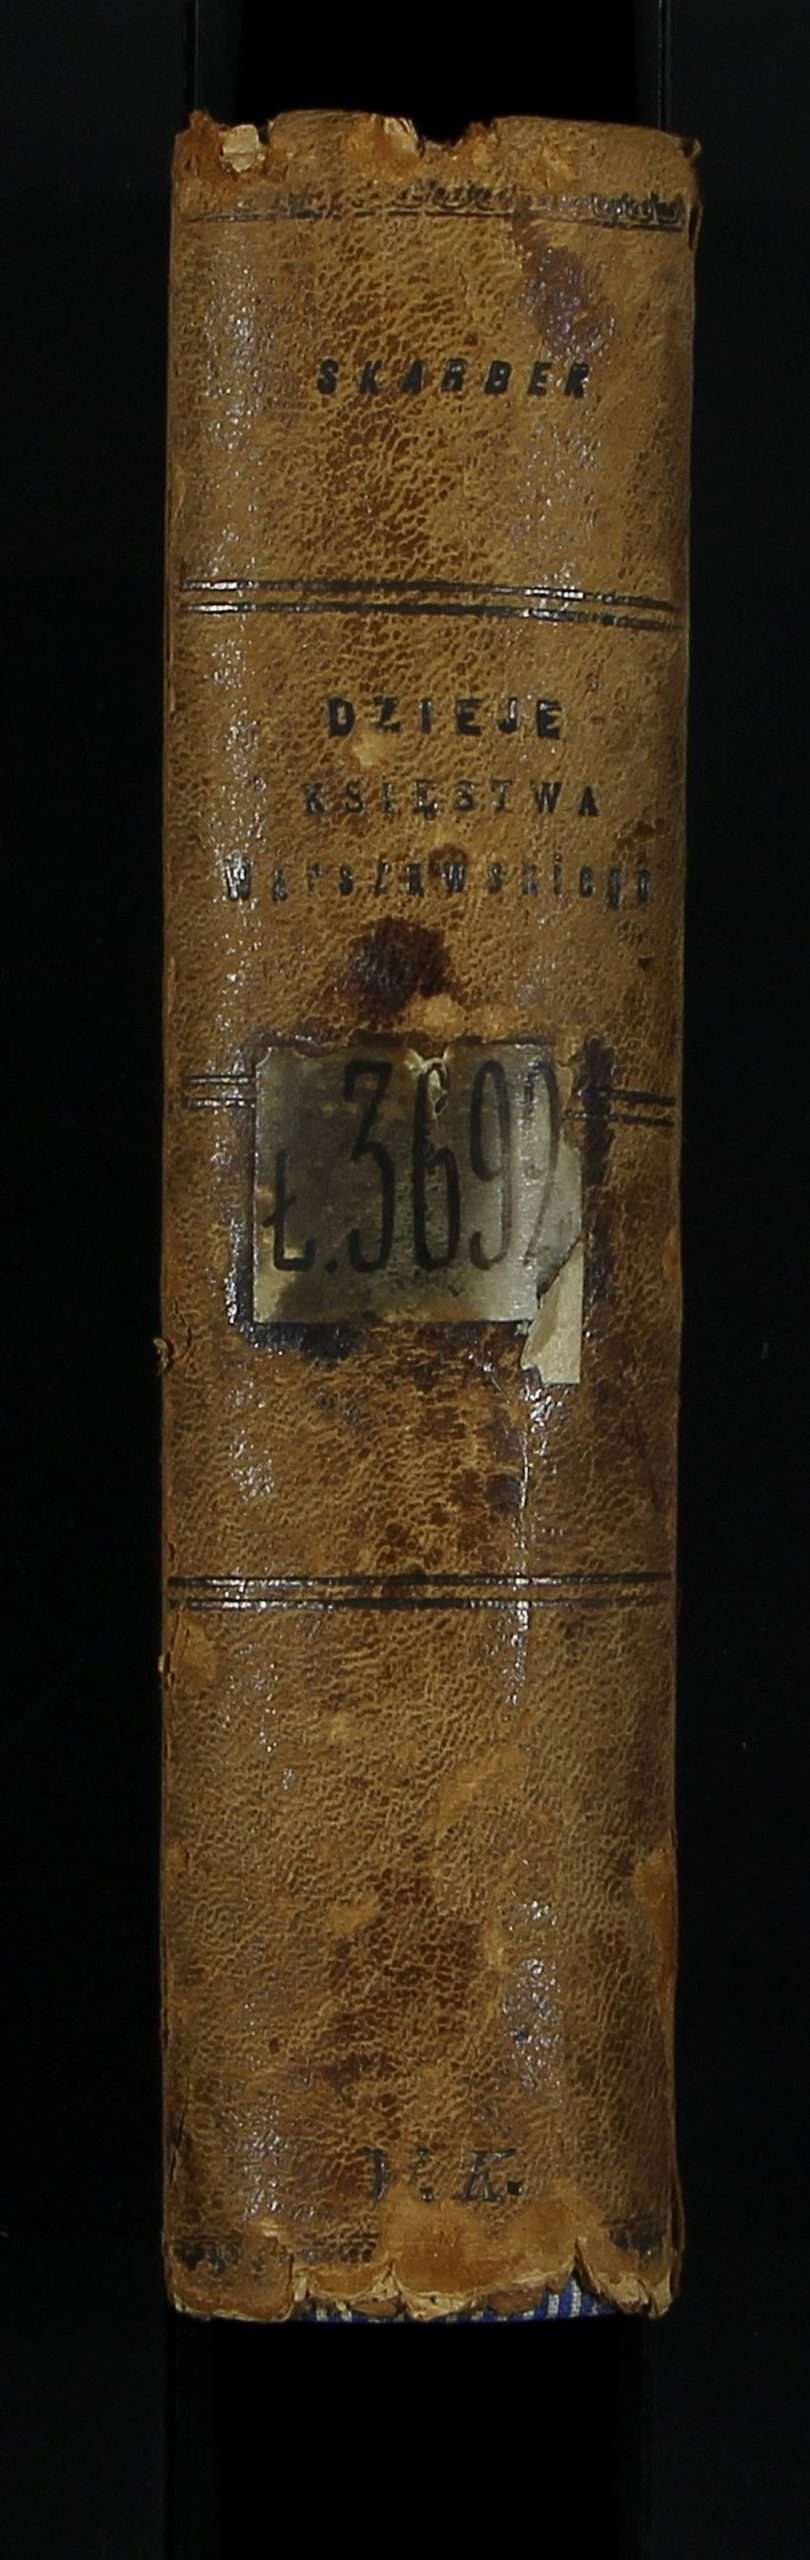 SKARBEK
DZIEJE
KSIĘSTWA
Warszawskiego
Ł.3692
K.